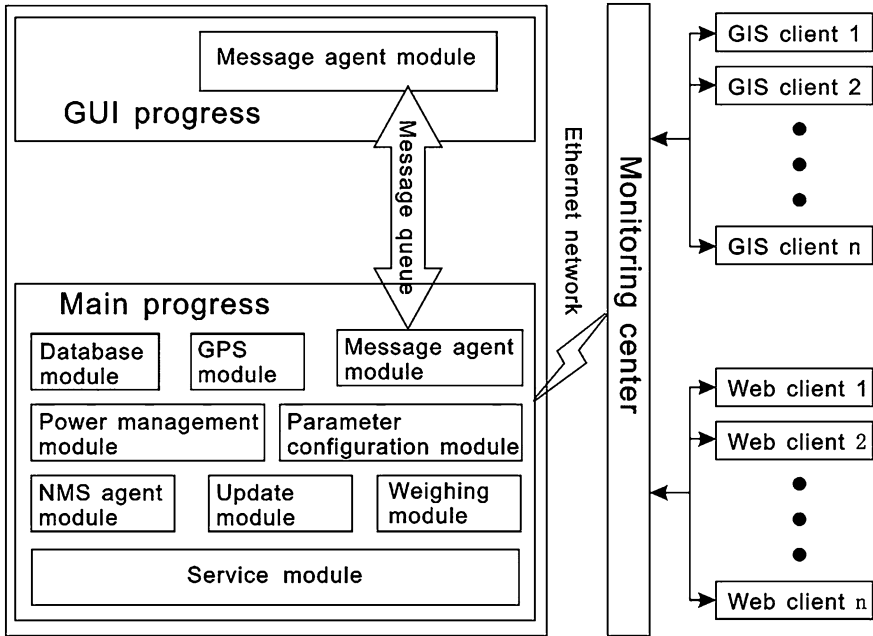 Message agent module
GUI progress
Message queue
Main progress
Database
module
GPS
module
Message agent
module
Power management
module
Parameter
configuration module
NMS agent
module
Update
module
Weighing
module
Service module
Ethernet network
Monitoring center
GIS client 1
GIS client 2
GIS client n
Web client 1
Web client 2
Web client n